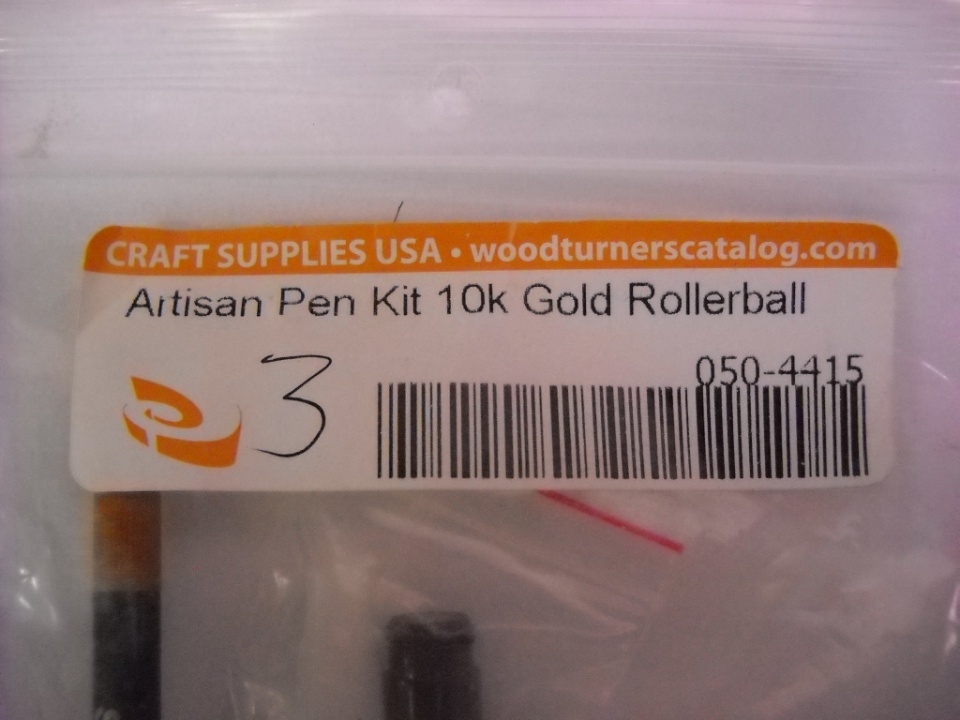 CRAFT SUPPLIES USA • woodturnerscatalog.com
Artisan Pen Kit 10k Gold Rollerball
3
050-4415